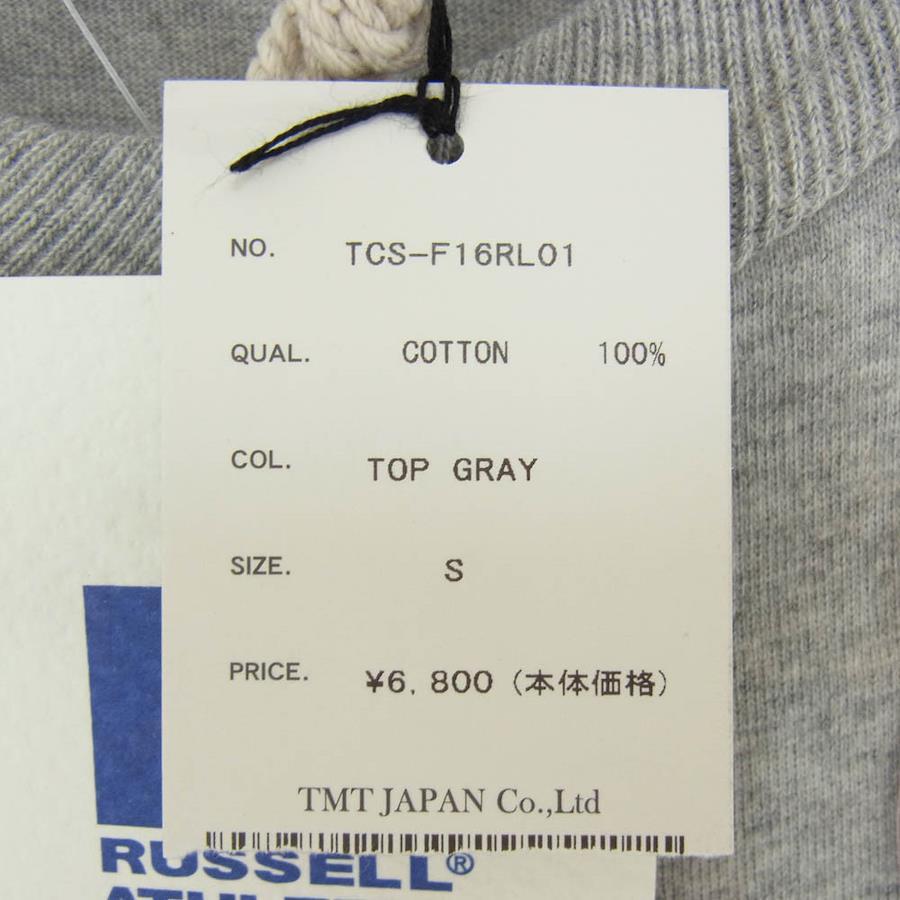 NO. TCS-F16RL01
QUAL. COTTON 100%
COL. TOP GRAY
SIZE. S
PRICE. ¥6,800 (本体価格)
TMT JAPAN Co.,Ltd
RUSSELL®